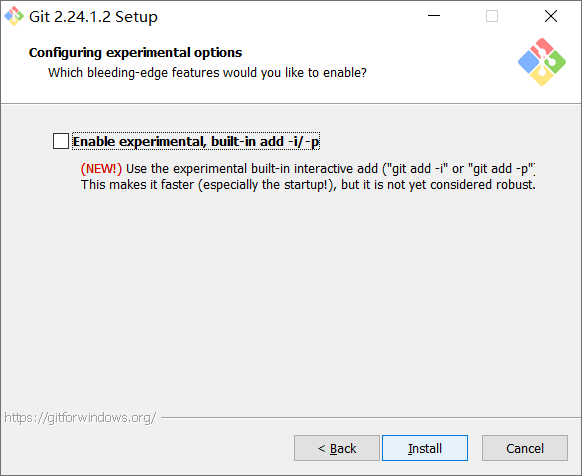 Git 2.24.1.2 Setup
Configuring experimental options
Which bleeding-edge features would you like to enable?
Enable experimental, built-in add -i/-p
(NEW!) Use the experimental built-in interactive add ("git add -i" or "git add -p")
This makes it faster (especially the startup!), but it is not yet considered robust.
https://gitforwindows.org/
< Back
Install
Cancel